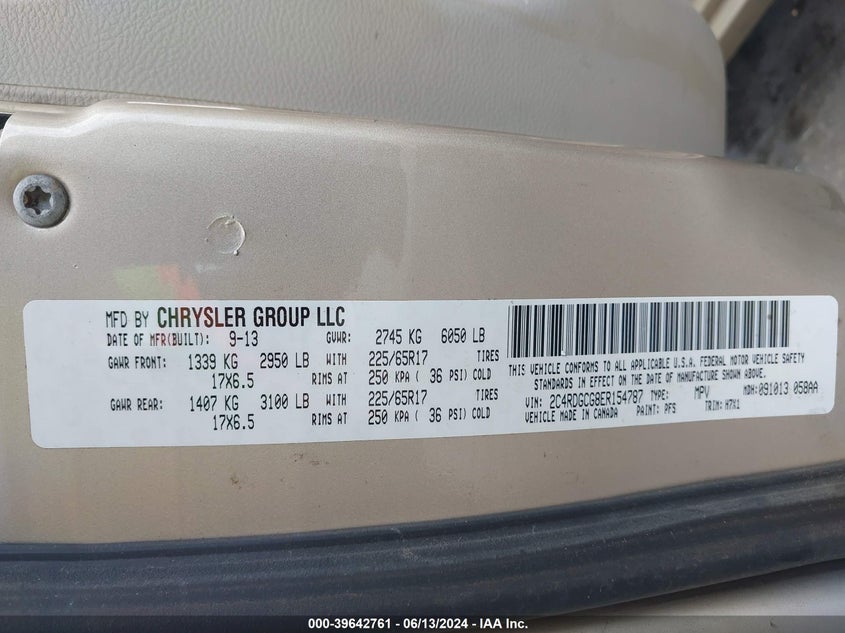 MFD BY CHRYSLER GROUP LLC
DATE OF MFR(BUILT): 9-13 GVWR: 2745 KG 6050 LB
GAWR FRONT: 1339 KG 2950 LB WITH 225/65R17 TIRES
17X6.5 RIMS AT 250 KPA ( 36 PSI) COLD
GAWR REAR: 1407 KG 3100 LB WITH 225/65R17 TIRES
17X6.5 RIMS AT 250 KPA ( 36 PSI) COLD
THIS VEHICLE CONFORMS TO ALL APPLICABLE U.S.A. FEDERAL MOTOR VEHICLE SAFETY
STANDARDS IN EFFECT ON THE DATE OF MANUFACTURE SHOWN ABOVE.
VIN: 2C4RDGCG8ER154787 TYPE: MPV MDH: 091013 058AA
VEHICLE MADE IN CANADA PAINT: PFS TRIM: H7X1
000-39642761 - 06/13/2024 - IAA Inc.